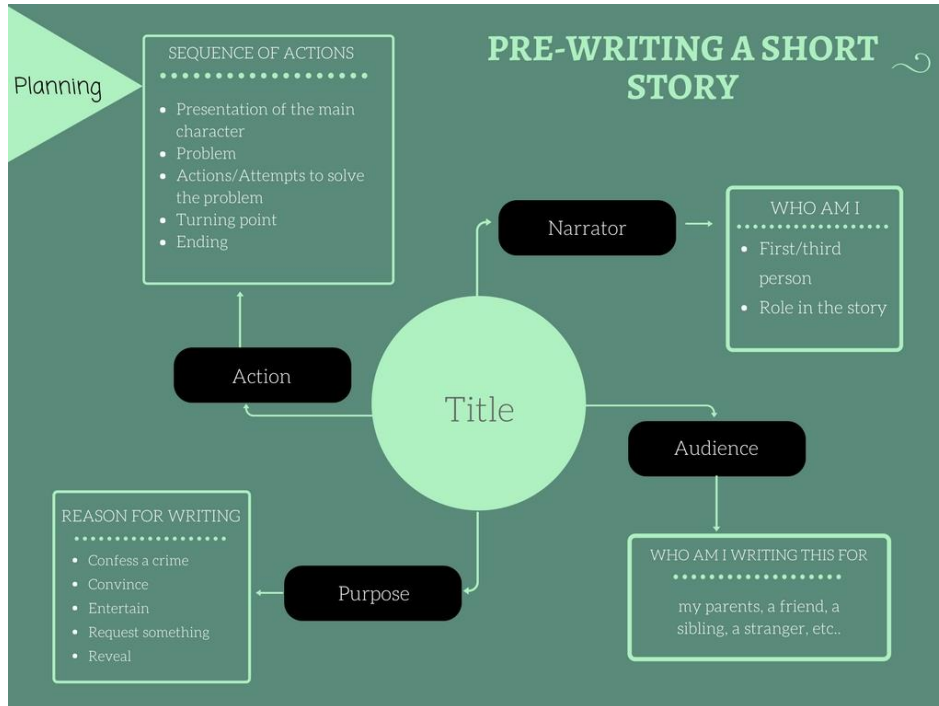 PRE-WRITING A SHORT
STORY
Planning
SEQUENCE OF ACTIONS
• Presentation of the main
character
• Problem
• Actions/Attempts to solve
the problem
• Turning point
• Ending
Narrator
WHO AM I
• First/third
person
• Role in the story
Action
Title
Audience
WHO AM I WRITING THIS FOR
my parents, a friend, a
sibling, a stranger, etc..
Purpose
REASON FOR WRITING
• Confess a crime
• Convince
• Entertain
• Request something
• Reveal